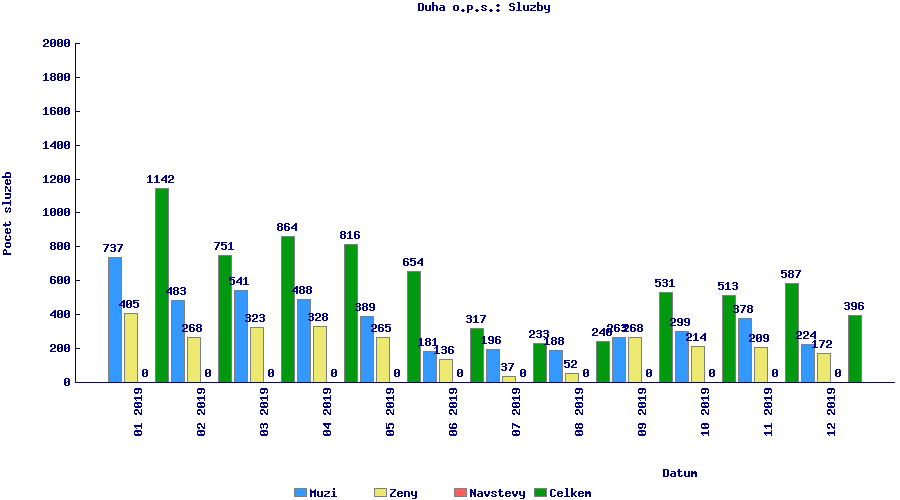 Duha o.p.s.: Sluzby
Pocet sluzeb
2000
1800
1600
1400
1200
1000
800
600
400
200
0
737 405 0 1142
483 268 0 751
541 323 0 864
488 328 0 816
389 265 0 654
181 136 0 317
196 37 0 233
188 52 0 240
263 268 0 531
299 214 0 513
378 209 0 587
224 172 0 396
01 2019
02 2019
03 2019
04 2019
05 2019
06 2019
07 2019
08 2019
09 2019
10 2019
11 2019
12 2019
Datum
Muzi Zeny Navstevy Celkem